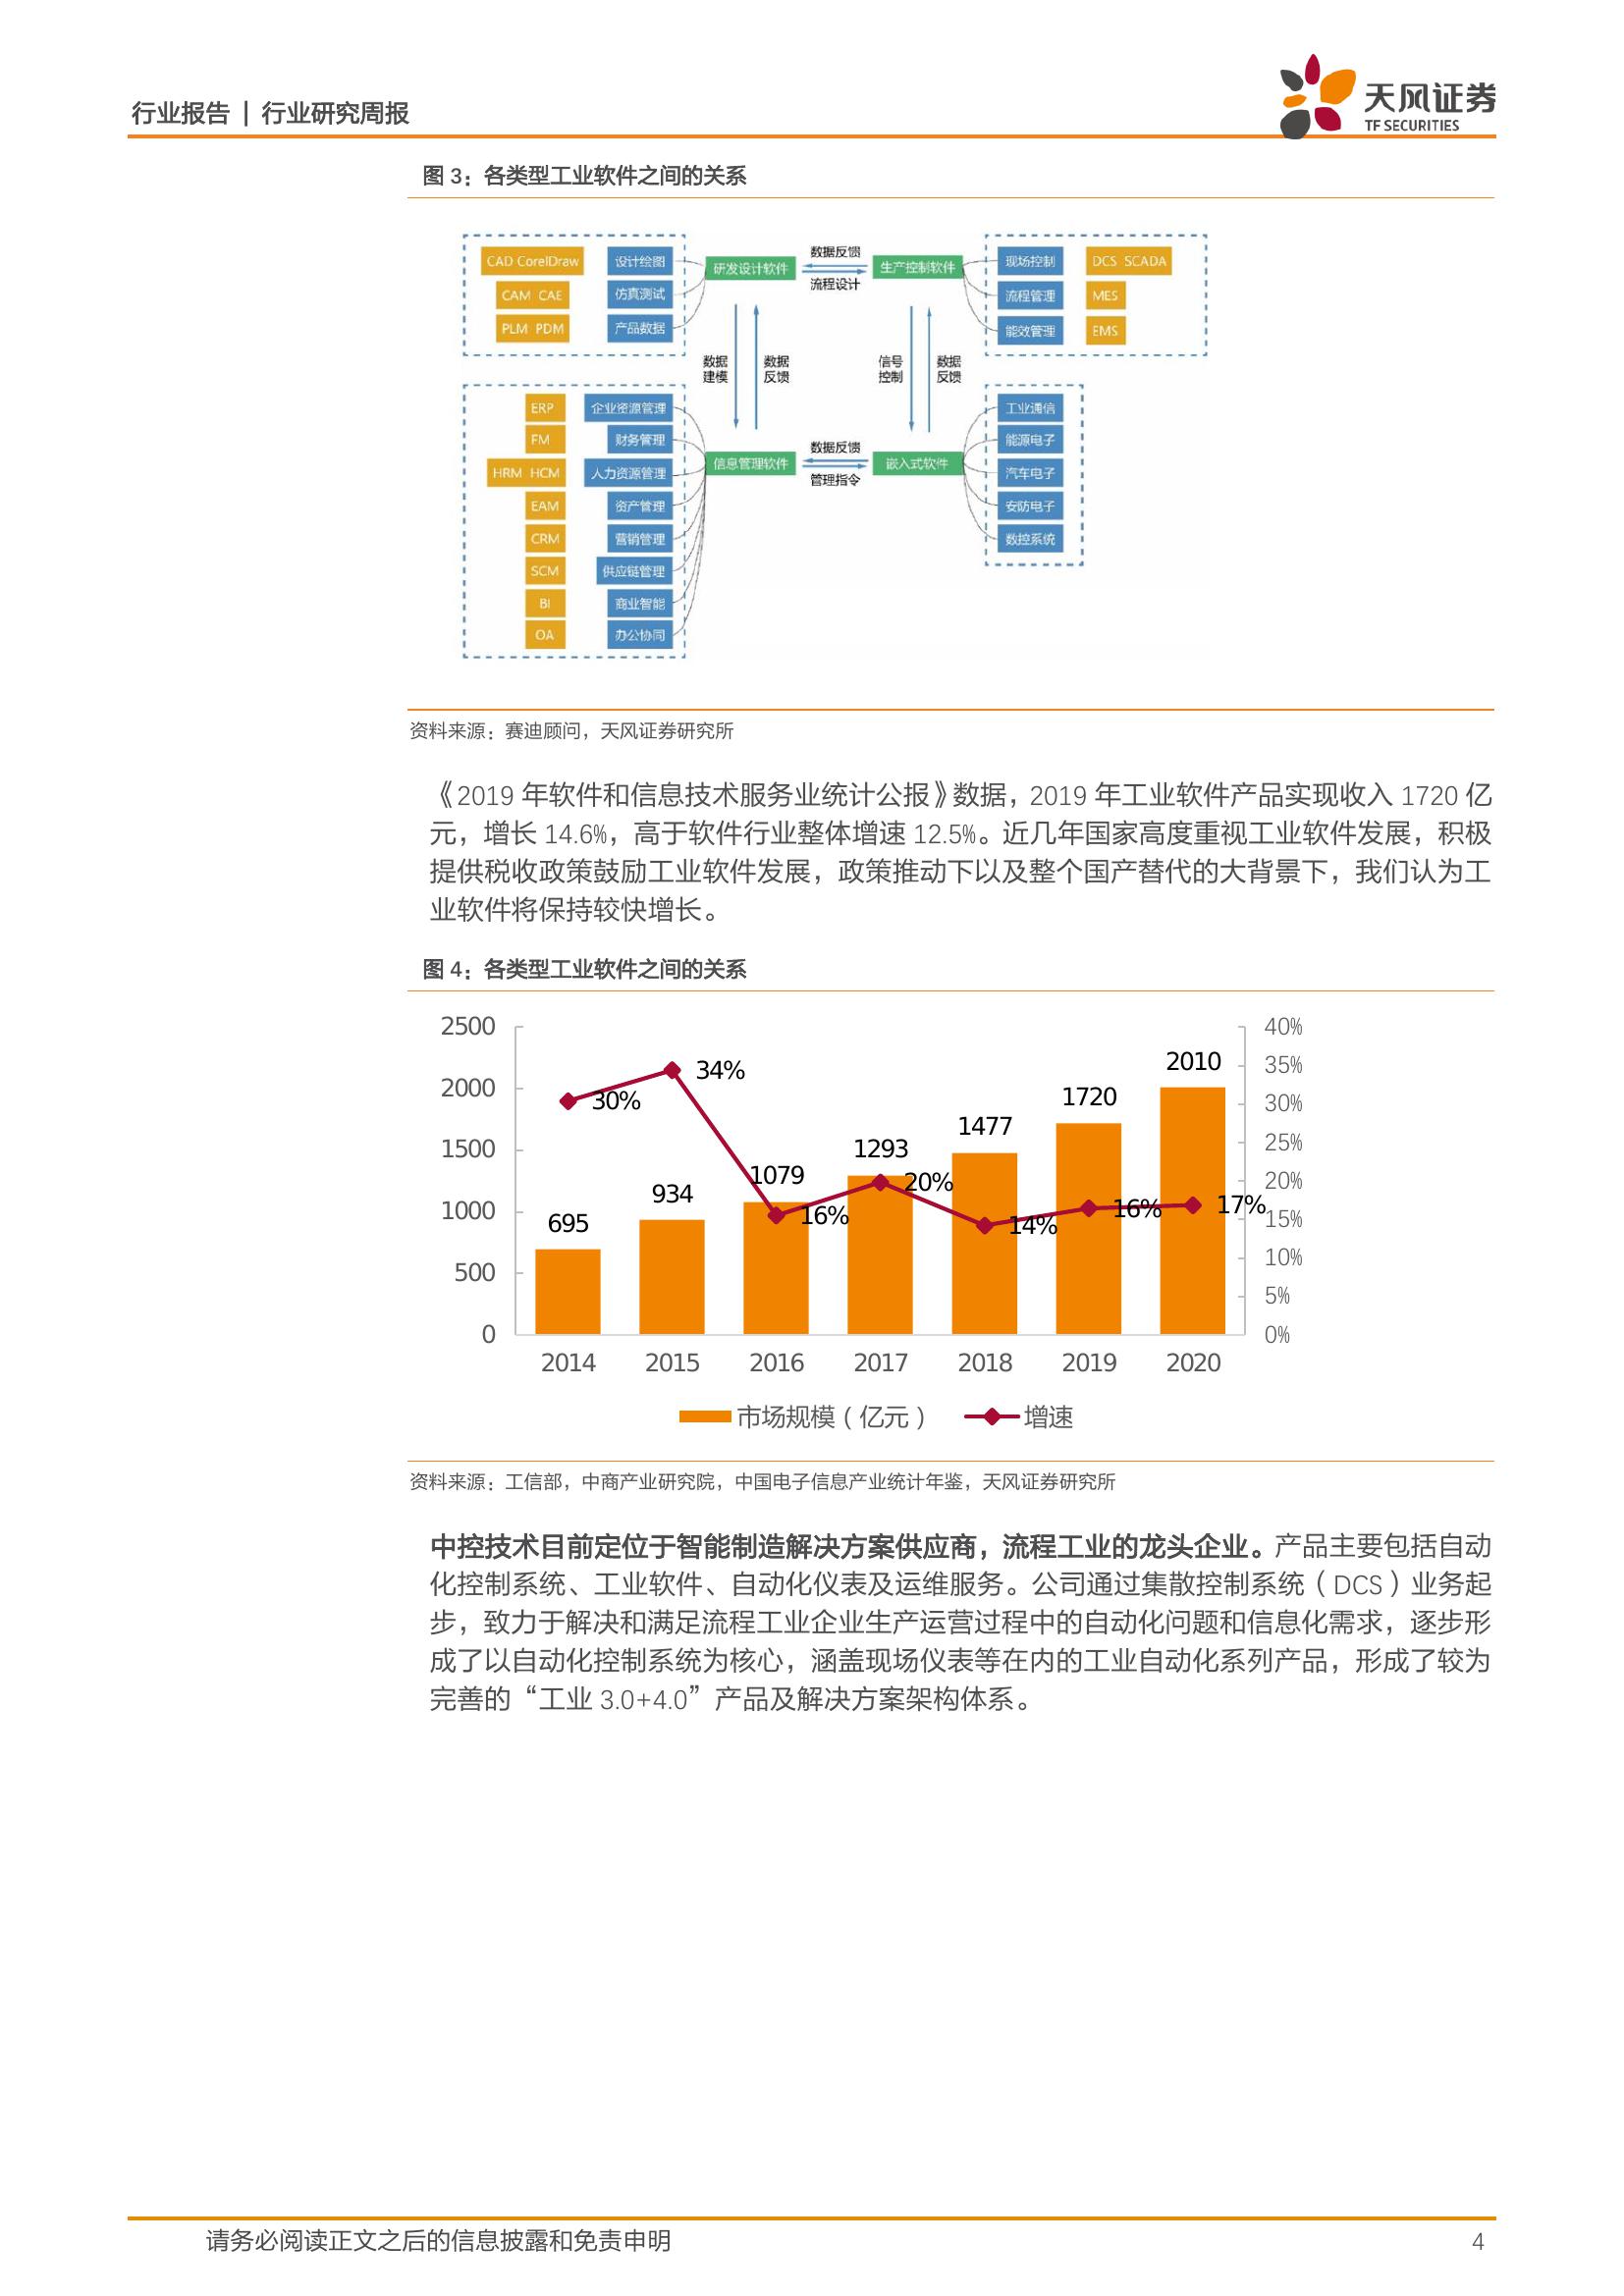 行业报告 | 行业研究周报
天风证券
TF SECURITIES
图 3：各类型工业软件之间的关系
CAD CorelDraw 设计绘图
CAM CAE 仿真测试
PLM PDM 产品数据
研发设计软件
数据反馈
流程设计
生产控制软件
现场控制 DCS SCADA
流程管理 MES
能效管理 EMS
数据
建模
数据
反馈
信号
控制
数据
反馈
ERP 企业资源管理
FM 财务管理
HRM HCM 人力资源管理
EAM 资产管理
CRM 营销管理
SCM 供应链管理
BI 商业智能
OA 办公协同
信息管理软件
数据反馈
管理指令
嵌入式软件
工业通信
能源电子
汽车电子
安防电子
数控系统
资料来源：赛迪顾问，天风证券研究所
《2019 年软件和信息技术服务业统计公报》数据，2019 年工业软件产品实现收入 1720 亿
元，增长 14.6%，高于软件行业整体增速 12.5%。近几年国家高度重视工业软件发展，积极
提供税收政策鼓励工业软件发展，政策推动下以及整个国产替代的大背景下，我们认为工
业软件将保持较快增长。
图 4：各类型工业软件之间的关系
2500
2000
1500
1000
500
0
695
934
1079
1293
1477
1720
2010
30%
34%
16%
20%
14%
16%
17%
40%
35%
30%
25%
20%
15%
10%
5%
0%
2014 2015 2016 2017 2018 2019 2020
市场规模（亿元） 增速
资料来源：工信部，中商产业研究院，中国电子信息产业统计年鉴，天风证券研究所
中控技术目前定位于智能制造解决方案供应商，流程工业的龙头企业。产品主要包括自动
化控制系统、工业软件、自动化仪表及运维服务。公司通过集散控制系统（DCS）业务起
步，致力于解决和满足流程工业企业生产运营过程中的自动化问题和信息化需求，逐步形
成了以自动化控制系统为核心，涵盖现场仪表等在内的工业自动化系列产品，形成了较为
完善的“工业 3.0+4.0”产品及解决方案架构体系。
请务必阅读正文之后的信息披露和免责申明 4